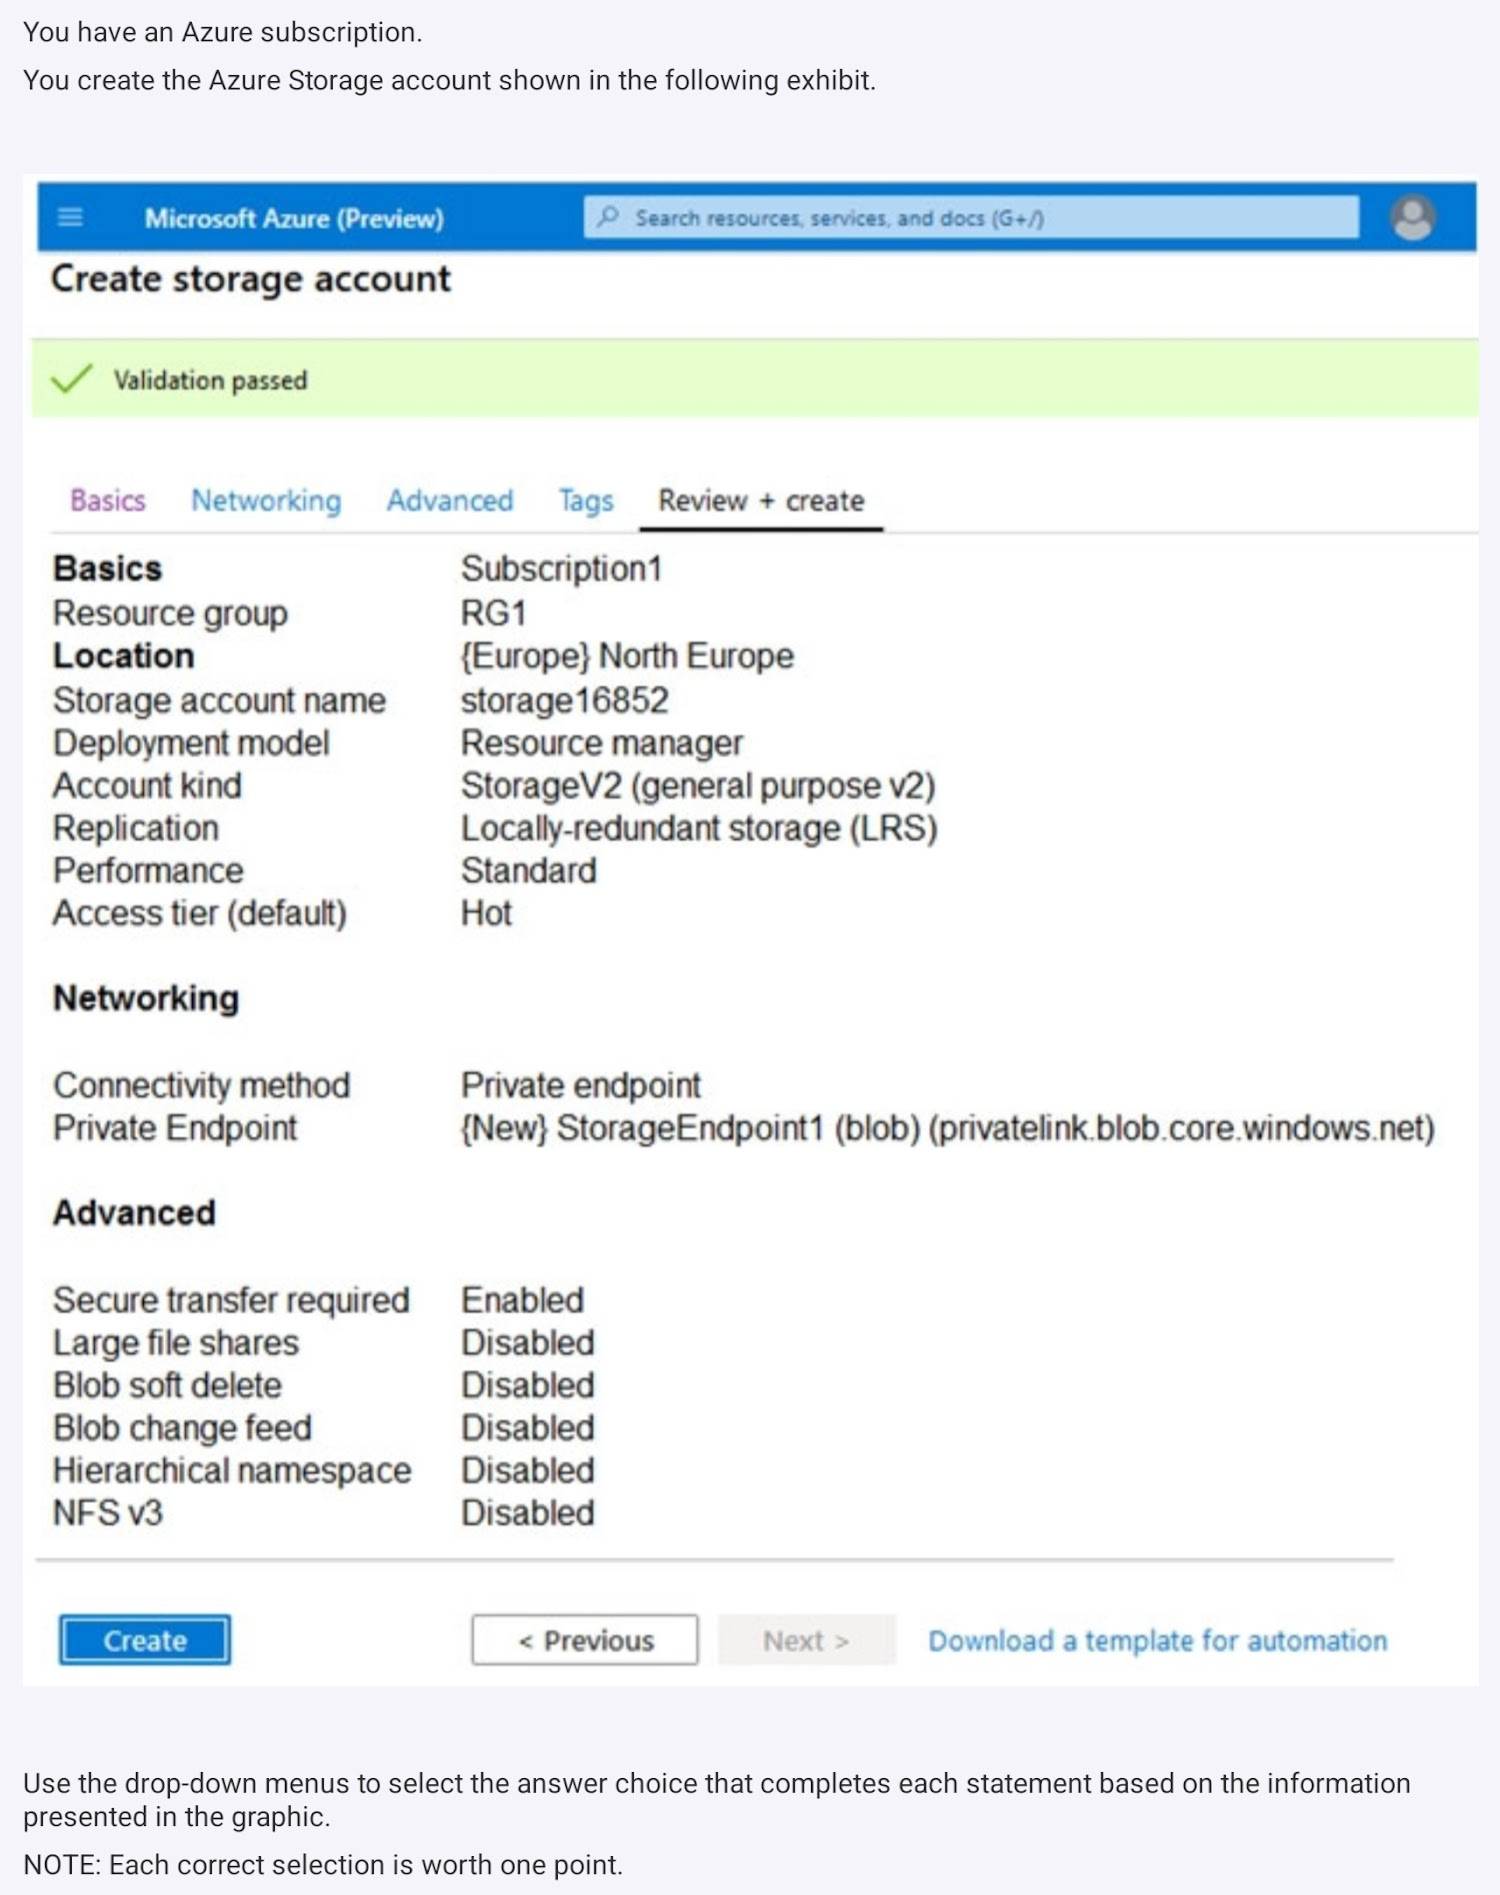 You have an Azure subscription.
You create the Azure Storage account shown in the following exhibit.
Microsoft Azure (Preview)
Search resources, services, and docs (G+/)
Create storage account
Validation passed
Basics Networking Advanced Tags Review + create
Basics Subscription1
Resource group RG1
Location {Europe} North Europe
Storage account name storage16852
Deployment model Resource manager
Account kind StorageV2 (general purpose v2)
Replication Locally-redundant storage (LRS)
Performance Standard
Access tier (default) Hot
Networking
Connectivity method Private endpoint
Private Endpoint {New} StorageEndpoint1 (blob) (privatelink.blob.core.windows.net)
Advanced
Secure transfer required Enabled
Large file shares Disabled
Blob soft delete Disabled
Blob change feed Disabled
Hierarchical namespace Disabled
NFS v3 Disabled
Create < Previous Next > Download a template for automation
Use the drop-down menus to select the answer choice that completes each statement based on the information
presented in the graphic.
NOTE: Each correct selection is worth one point.